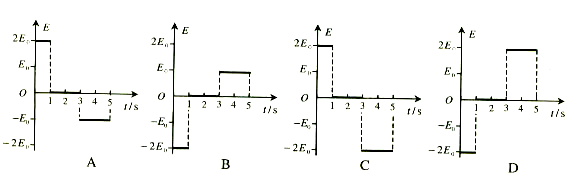 E
2E₀
E₀
O
1 2 3 4 5 t/s
−E₀
−2E₀
A
E
2E₀
E₀
O
1 2 3 4 5 t/s
−E₀
−2E₀
B
E
2E₀
E₀
O
1 2 3 4 5 t/s
−E₀
−2E₀
C
E
2E₀
E₀
O
1 2 3 4 5 t/s
−E₀
−2E₀
D